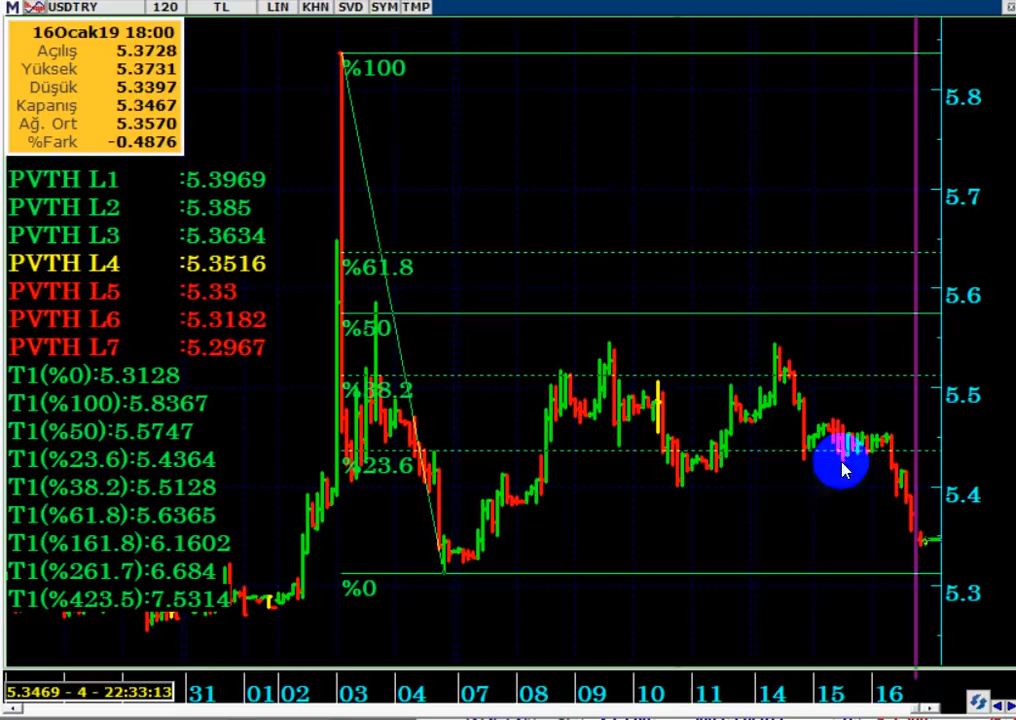 M USDTRY 120 TL LIN KHN SVD SYM TMP
16Ocak19 18:00
Açılış 5.3728
Yüksek 5.3731
Düşük 5.3397
Kapanış 5.3467
Ağ. Ort 5.3570
%Fark -0.4876
PVTH L1 :5.3969
PVTH L2 :5.385
PVTH L3 :5.3634
PVTH L4 :5.3516
PVTH L5 :5.33
PVTH L6 :5.3182
PVTH L7 :5.2967
T1(%0):5.3128
T1(%100):5.8367
T1(%50):5.5747
T1(%23.6):5.4364
T1(%38.2):5.5128
T1(%61.8):5.6365
T1(%161.8):6.1602
T1(%261.7):6.684
T1(%423.5):7.5314
%100
%61.8
%50
%38.2
%23.6
%0
5.8
5.7
5.6
5.5
5.4
5.3
5.3469 - 4 - 22:33:13
31 01 02 03 04 07 08 09 10 11 14 15 16